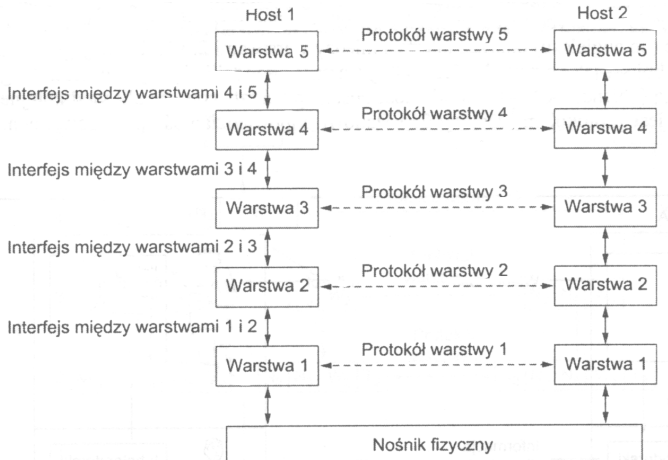 Host 1
Host 2
Warstwa 5
Protokół warstwy 5
Warstwa 5
Interfejs między warstwami 4 i 5
Warstwa 4
Protokół warstwy 4
Warstwa 4
Interfejs między warstwami 3 i 4
Warstwa 3
Protokół warstwy 3
Warstwa 3
Interfejs między warstwami 2 i 3
Warstwa 2
Protokół warstwy 2
Warstwa 2
Interfejs między warstwami 1 i 2
Warstwa 1
Protokół warstwy 1
Warstwa 1
Nośnik fizyczny